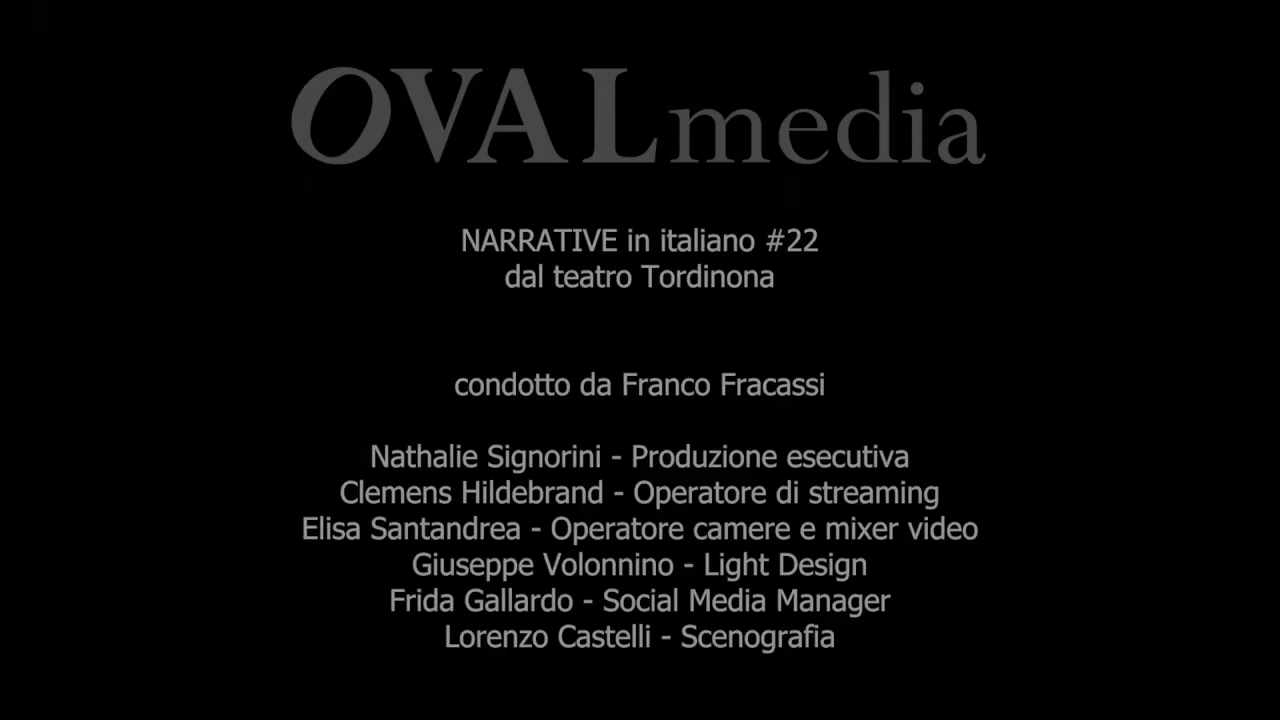 OVALmedia
NARRATIVE in italiano #22
dal teatro Tordinona
condotto da Franco Fracassi
Nathalie Signorini - Produzione esecutiva
Clemens Hildebrand - Operatore di streaming
Elisa Santandrea - Operatore camere e mixer video
Giuseppe Volonnino - Light Design
Frida Gallardo - Social Media Manager
Lorenzo Castelli - Scenografia